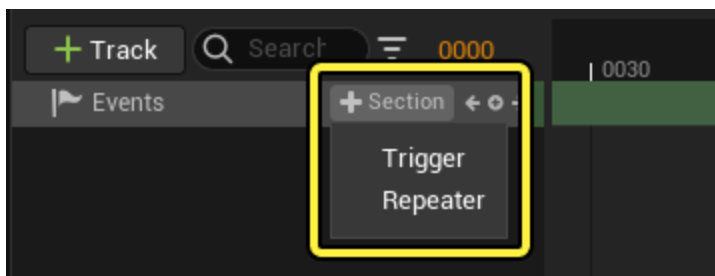 + Track Search 0000
0030
Events + Section
Trigger
Repeater